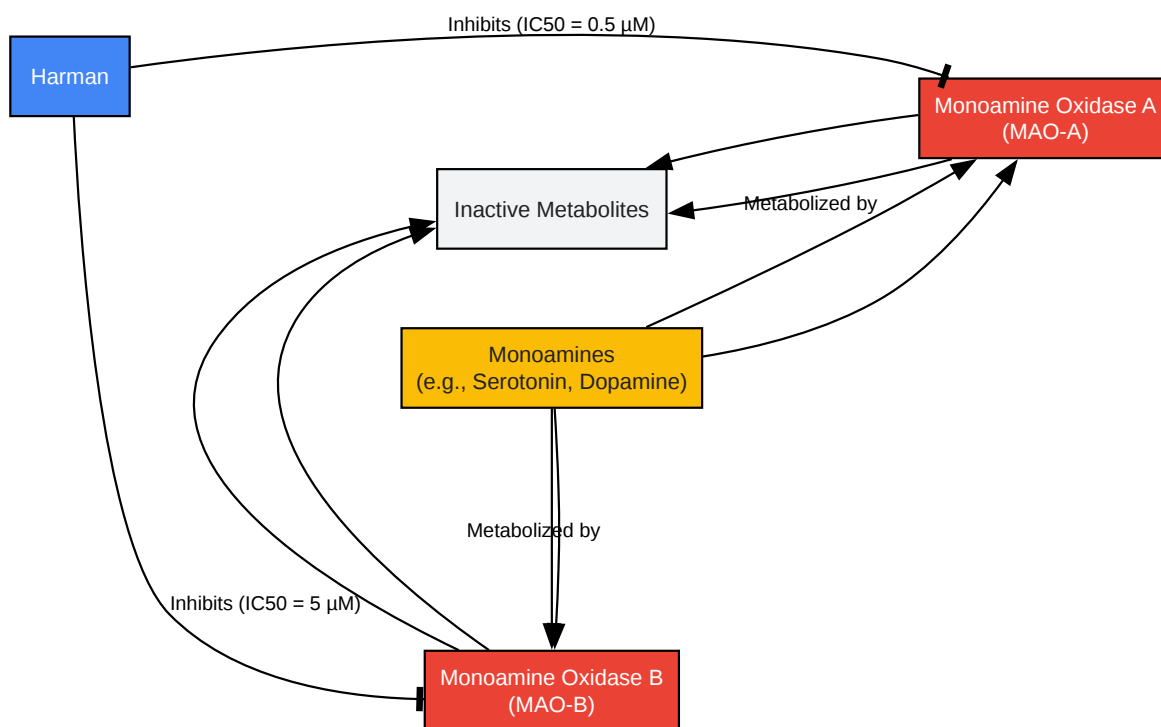 Inhibits (IC50 = 0.5 µM)
Harman
Monoamine Oxidase A
(MAO-A)
Inactive Metabolites
Metabolized by
Monoamines
(e.g., Serotonin, Dopamine)
Metabolized by
Inhibits (IC50 = 5 µM)
Monoamine Oxidase B
(MAO-B)